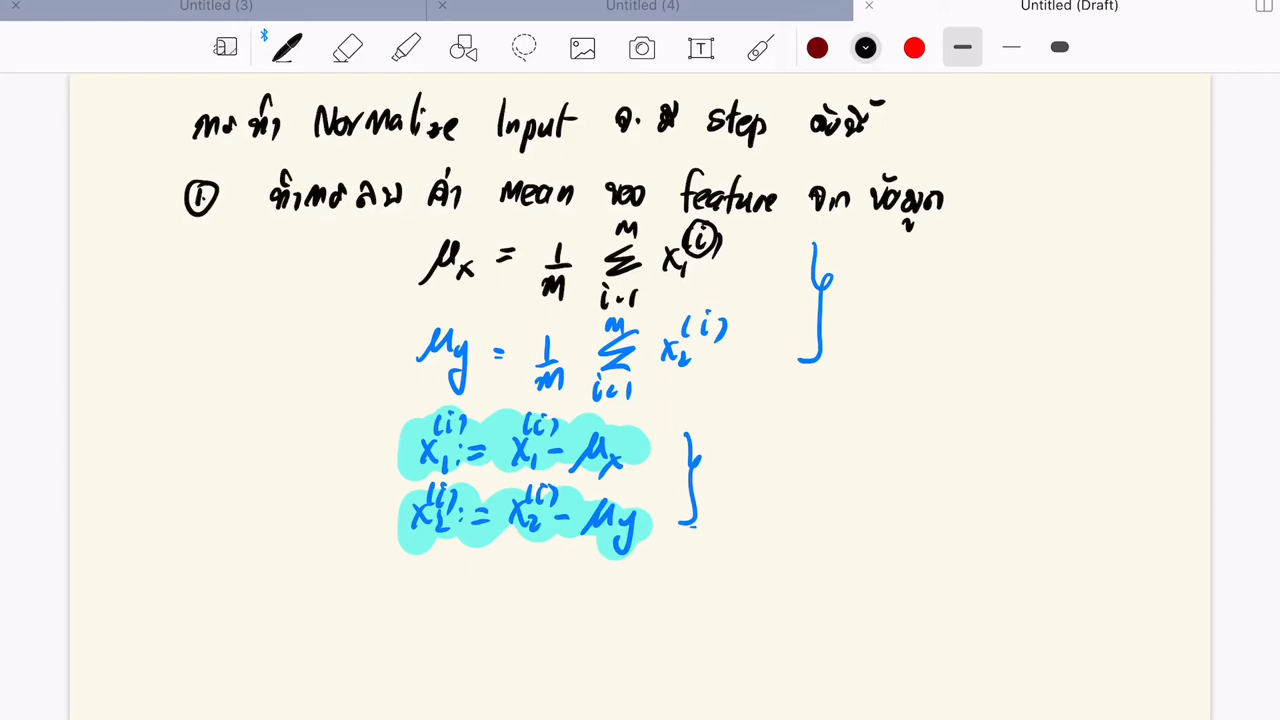 Untitled (3) Untitled (4) Untitled (Draft)
T
การทำ Normalize Input จะมี step ดังนี้
1. ทำการลบ ค่า mean ของ feature จาก ข้อมูล
μx = 1/m Σ i=1 m x1(i)
μy = 1/m Σ i=1 m x2(i)
x1(i) := x1(i) - μx
x2(i) := x2(i) - μy